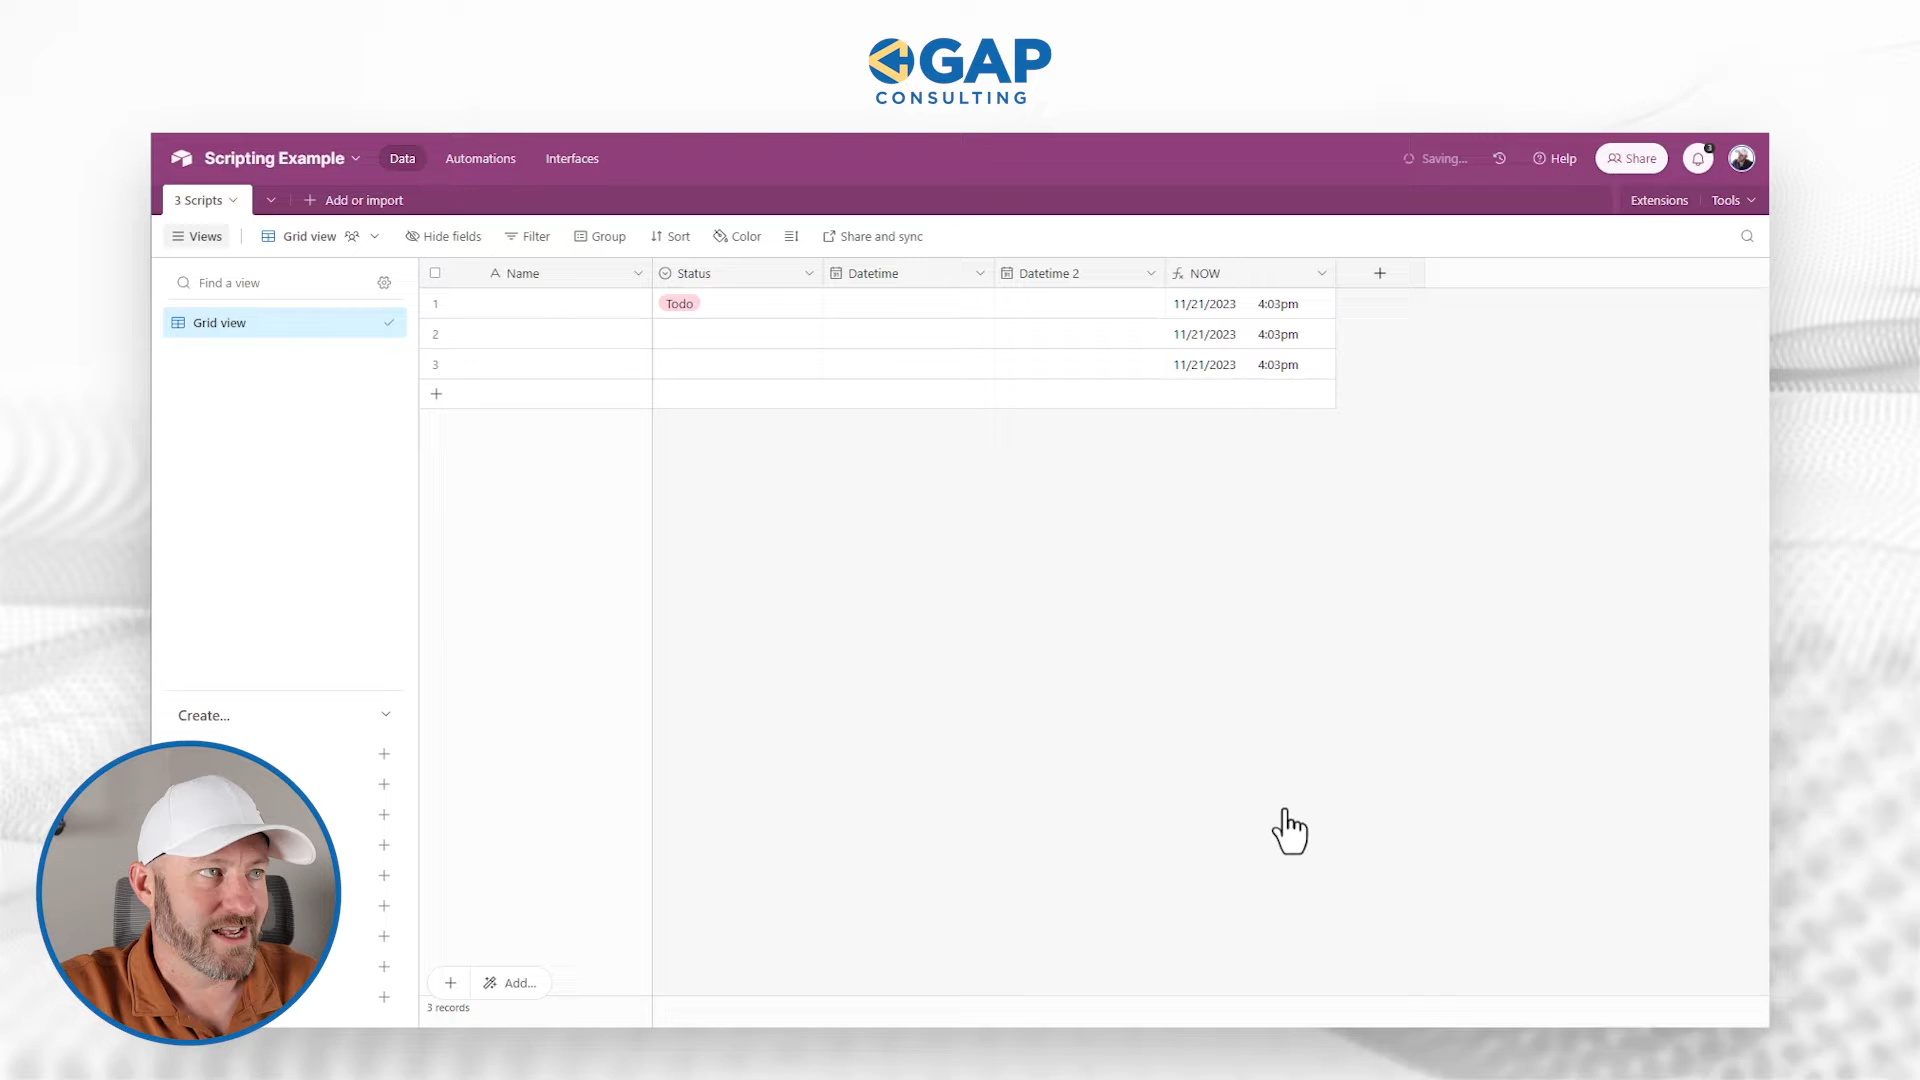 GAP
CONSULTING
Scripting Example
Data
Automations
Interfaces
Saving...
Help
Share
3
3 Scripts
Add or import
Extensions
Tools
Views
Grid view
Hide fields
Filter
Group
Sort
Color
Share and sync
Find a view
Grid view
Create...
Name Status Datetime Datetime 2 NOW
1 Todo 11/21/2023 4:03pm
2 11/21/2023 4:03pm
3 11/21/2023 4:03pm
Add...
3 records